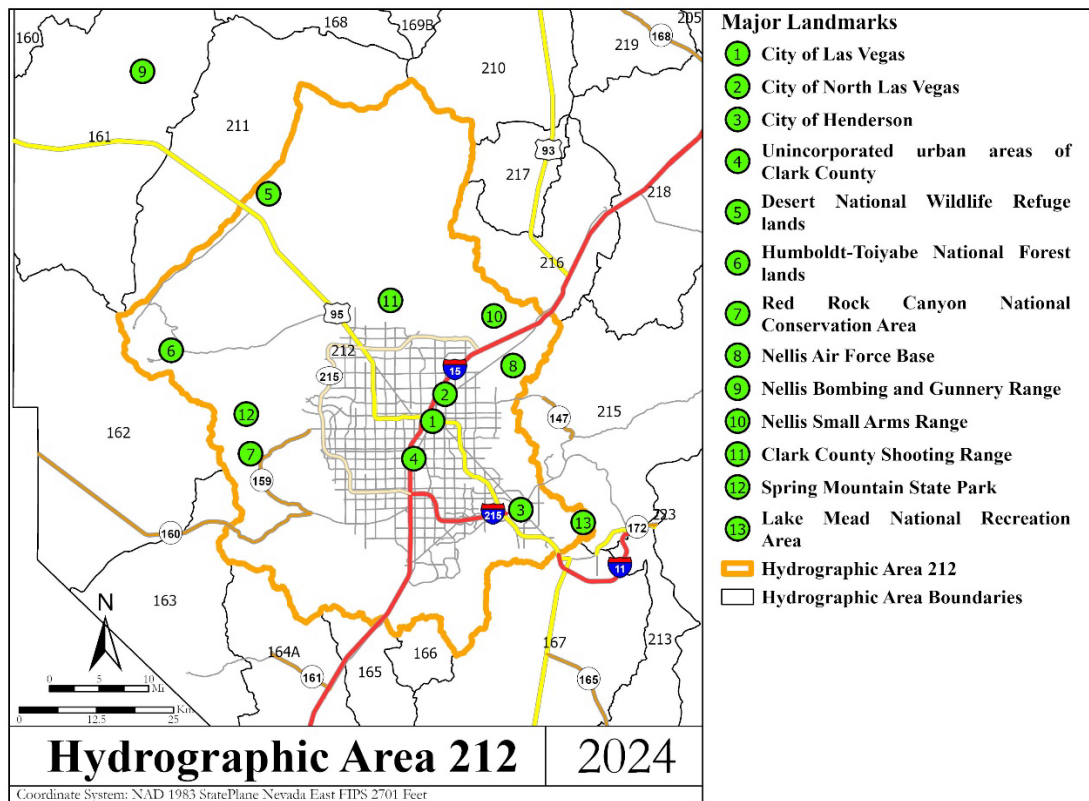 160
168
169B
205
168
219
210
9
211
161
93
217
5
218
216
11
10
95
6
212
15
8
215
2
12
147
215
162
1
7
4
159
3
215
13
160
172
223
11
163
N
164A
166
167
213
165
161
165
0 5 10
Mi
Km
0 12.5 25
Hydrographic Area 212
2024
Coordinate System: NAD 1983 StatePlane Nevada East FIPS 2701 Feet
Major Landmarks
1 City of Las Vegas
2 City of North Las Vegas
3 City of Henderson
4 Unincorporated urban areas of
Clark County
5 Desert National Wildlife Refuge
lands
6 Humboldt-Toiyabe National Forest
lands
7 Red Rock Canyon National
Conservation Area
8 Nellis Air Force Base
9 Nellis Bombing and Gunnery Range
10 Nellis Small Arms Range
11 Clark County Shooting Range
12 Spring Mountain State Park
13 Lake Mead National Recreation
Area
Hydrographic Area 212
Hydrographic Area Boundaries